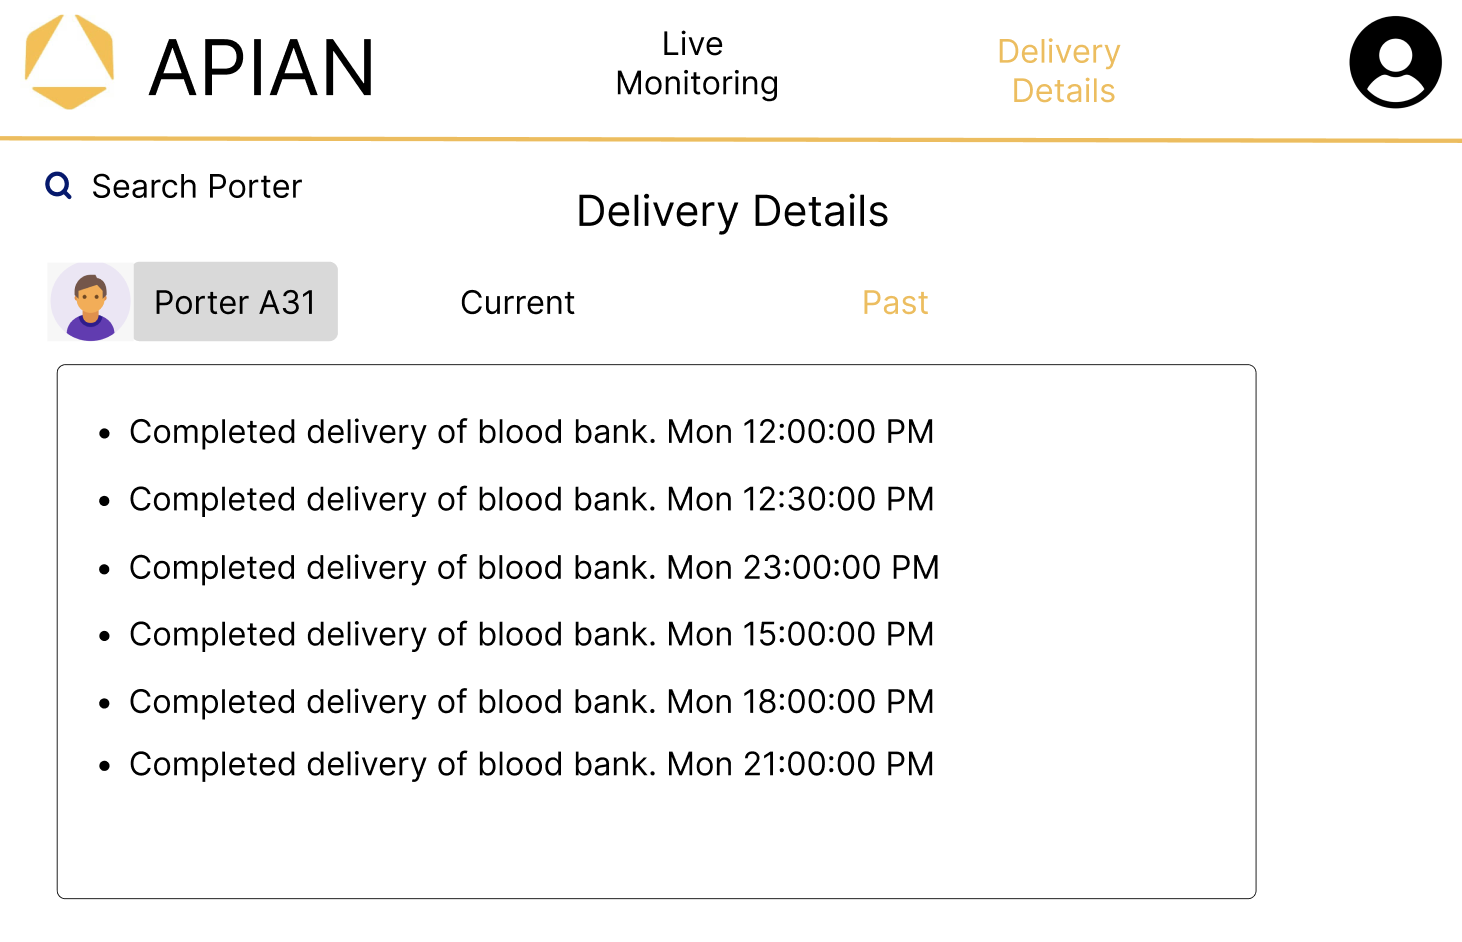 APIAN
Live
Monitoring
Delivery
Details
Search Porter
Delivery Details
Porter A31
Current
Past
• Completed delivery of blood bank. Mon 12:00:00 PM
• Completed delivery of blood bank. Mon 12:30:00 PM
• Completed delivery of blood bank. Mon 23:00:00 PM
• Completed delivery of blood bank. Mon 15:00:00 PM
• Completed delivery of blood bank. Mon 18:00:00 PM
• Completed delivery of blood bank. Mon 21:00:00 PM